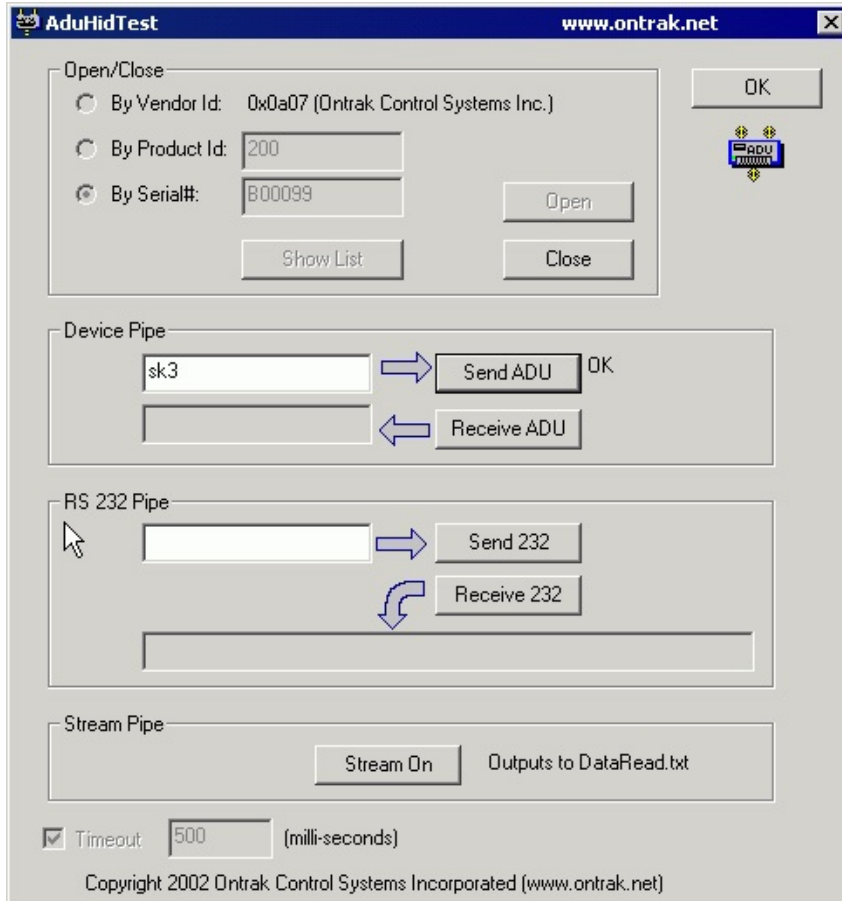 AduHidTest www.ontrak.net
Open/Close
By Vendor Id: 0x0a07 (Ontrak Control Systems Inc.)
OK
ADU
By Product Id: 200
By Serial#: B00099
Open
Show List
Close
Device Pipe
sk3
Send ADU
OK
Receive ADU
RS 232 Pipe
Send 232
Receive 232
Stream Pipe
Stream On
Outputs to DataRead.txt
Timeout 500 (milli-seconds)
Copyright 2002 Ontrak Control Systems Incorporated (www.ontrak.net)